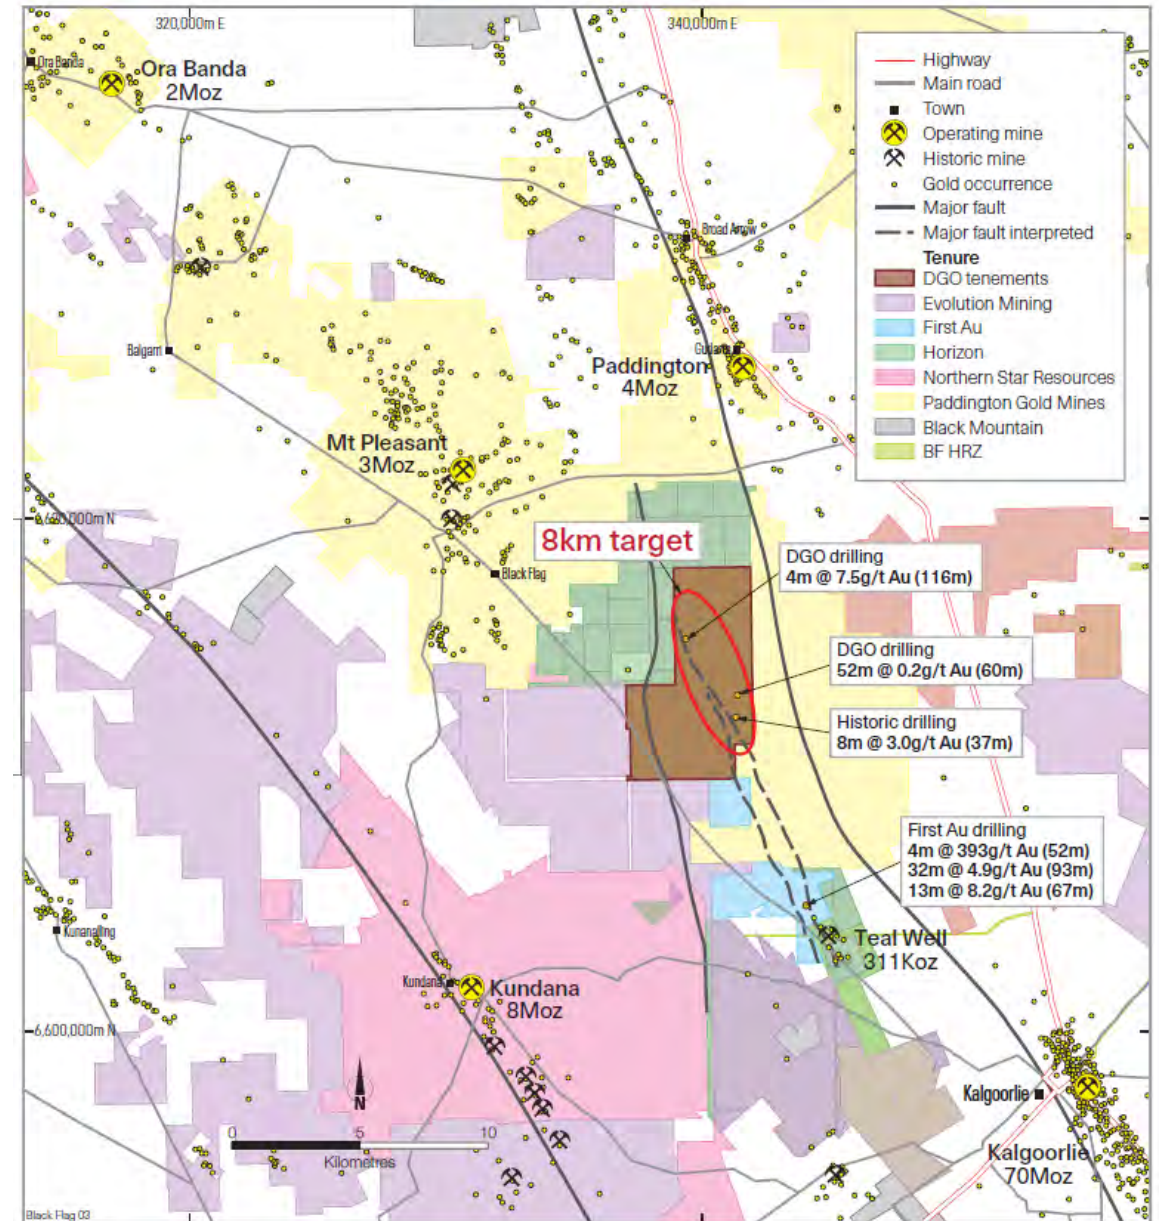 320,000m E
340,000m E
Ora Banda
Ora Banda
2Moz
Highway
Main road
Town
Operating mine
Historic mine
Gold occurrence
Major fault
Major fault interpreted
Tenure
DGO tenements
Evolution Mining
First Au
Horizon
Northern Star Resources
Paddington Gold Mines
Black Mountain
BF HRZ
Broad Arrow
Balgarri
Paddington
4Moz
Mt Pleasant
3Moz
6,620,000m N
8km target
Black Flag
DGO drilling
4m @ 7.5g/t Au (116m)
DGO drilling
52m @ 0.2g/t Au (60m)
Historic drilling
8m @ 3.0g/t Au (37m)
First Au drilling
4m @ 393g/t Au (52m)
32m @ 4.9g/t Au (93m)
13m @ 8.2g/t Au (67m)
Kunanalling
Teal Well
311Koz
Kundana
Kundana
8Moz
6,600,000m N
N
Kalgoorlie
0 5 10
Kilometres
Kalgoorlie
70Moz
Black Flag 03